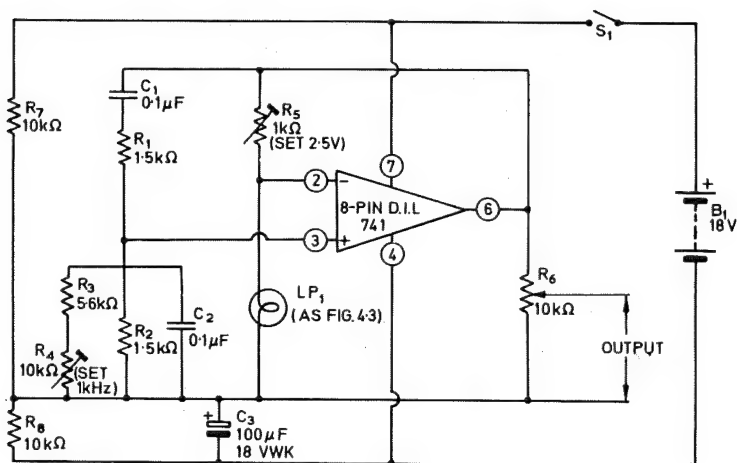 S1
C1
0·1µF
R5
1kΩ
(SET 2.5V)
R7
10kΩ
R1
1·5kΩ
7
2
−
8-PIN D.I.L
741
6
3
+
4
+
B1
18V
R3
5.6kΩ
R2
1·5kΩ
C2
0·1µF
LP1
(AS FIG.4·3)
R6
10kΩ
OUTPUT
R4
10kΩ
(SET
1kHz)
R8
10kΩ
+
C3
100µF
18 VWK